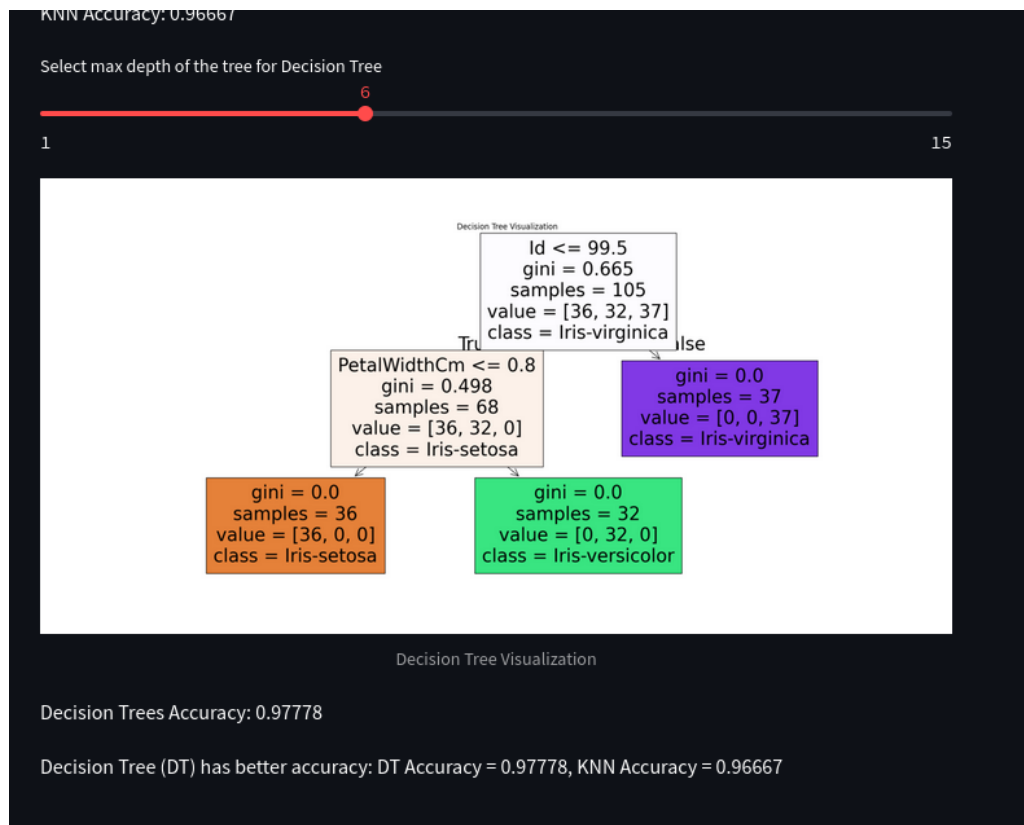 KNN Accuracy: 0.96667
Select max depth of the tree for Decision Tree
6
1
15
Decision Tree Visualization
Id <= 99.5
gini = 0.665
samples = 105
value = [36, 32, 37]
class = Iris-virginica
PetalWidthCm <= 0.8
gini = 0.498
samples = 68
value = [36, 32, 0]
class = Iris-setosa
gini = 0.0
samples = 37
value = [0, 0, 37]
class = Iris-virginica
gini = 0.0
samples = 36
value = [36, 0, 0]
class = Iris-setosa
gini = 0.0
samples = 32
value = [0, 32, 0]
class = Iris-versicolor
Decision Tree Visualization
Decision Trees Accuracy: 0.97778
Decision Tree (DT) has better accuracy: DT Accuracy = 0.97778, KNN Accuracy = 0.96667